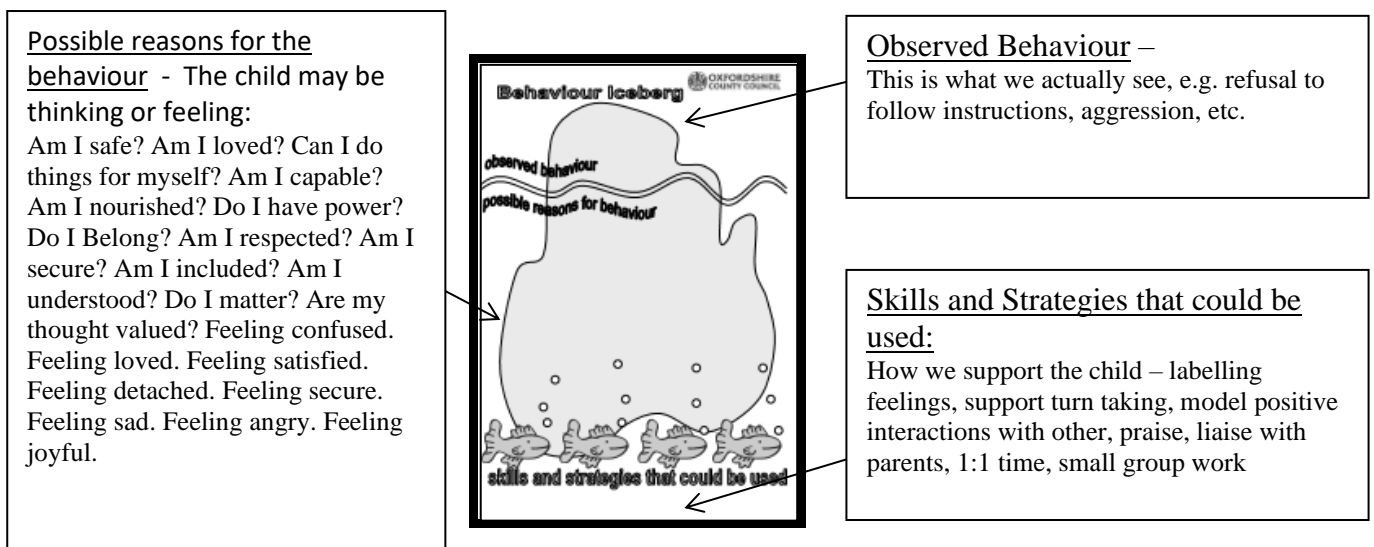 Possible reasons for the
behaviour - The child may be
thinking or feeling:
Am I safe? Am I loved? Can I do
things for myself? Am I capable?
Am I nourished? Do I have power?
Do I Belong? Am I respected? Am I
secure? Am I included? Am I
understood? Do I matter? Are my
thought valued? Feeling confused.
Feeling loved. Feeling satisfied.
Feeling detached. Feeling secure.
Feeling sad. Feeling angry. Feeling
joyful.
Behaviour Iceberg
OXFORDSHIRE
COUNTY COUNCIL
observed behaviour
possible reasons for behaviour
skills and strategies that could be used
Observed Behaviour –
This is what we actually see, e.g. refusal to
follow instructions, aggression, etc.
Skills and Strategies that could be
used:
How we support the child – labelling
feelings, support turn taking, model positive
interactions with other, praise, liaise with
parents, 1:1 time, small group work